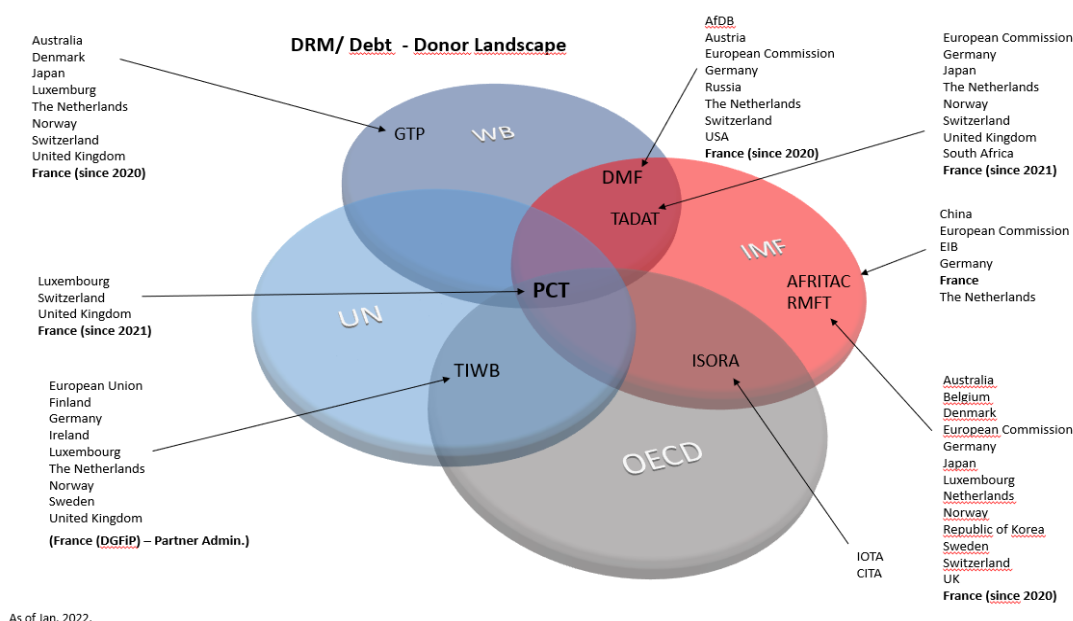 DRM/ Debt - Donor Landscape
Australia
Denmark
Japan
Luxemburg
The Netherlands
Norway
Switzerland
United Kingdom
France (since 2020)
AfDB
Austria
European Commission
Germany
Russia
The Netherlands
Switzerland
USA
France (since 2020)
European Commission
Germany
Japan
The Netherlands
Norway
Switzerland
United Kingdom
South Africa
France (since 2021)
GTP
WB
DMF
TADAT
IMF
AFRITAC
RMFT
China
European Commission
EIB
Germany
France
The Netherlands
Luxembourg
Switzerland
United Kingdom
France (since 2021)
PCT
UN
TIWB
ISORA
OECD
European Union
Finland
Germany
Ireland
Luxembourg
The Netherlands
Norway
Sweden
United Kingdom
(France (DGFiP) – Partner Admin.)
Australia
Belgium
Denmark
European Commission
Germany
Japan
Luxembourg
Netherlands
Norway
Republic of Korea
Sweden
Switzerland
UK
France (since 2020)
IOTA
CITA
As of Jan. 2022.